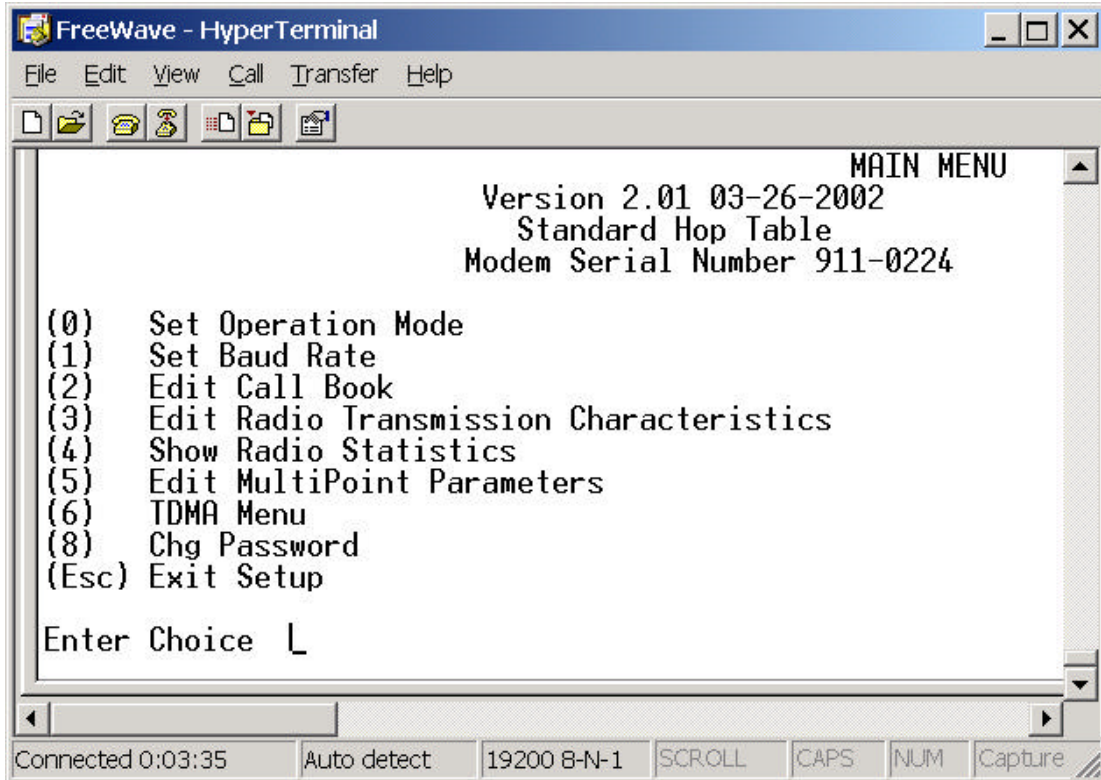 FreeWave - HyperTerminal
File Edit View Call Transfer Help
MAIN MENU
Version 2.01 03-26-2002
Standard Hop Table
Modem Serial Number 911-0224
(0) Set Operation Mode
(1) Set Baud Rate
(2) Edit Call Book
(3) Edit Radio Transmission Characteristics
(4) Show Radio Statistics
(5) Edit MultiPoint Parameters
(6) TDMA Menu
(8) Chg Password
(Esc) Exit Setup
Enter Choice _
Connected 0:03:35 Auto detect 19200 8-N-1 SCROLL CAPS NUM Capture